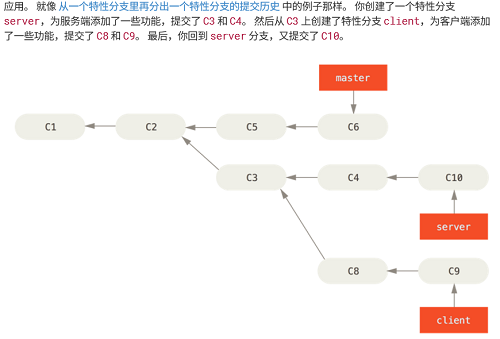 应用。 就像 从一个特性分支里再分出一个特性分支的提交历史 中的例子那样。 你创建了一个特性分支
server，为服务端添加了一些功能，提交了 C3 和 C4。 然后从 C3 上创建了特性分支 client，为客户端添加
了一些功能，提交了 C8 和 C9。 最后，你回到 server 分支，又提交了 C10。
master
C1 C2 C5 C6
C3 C4 C10
server
C8 C9
client